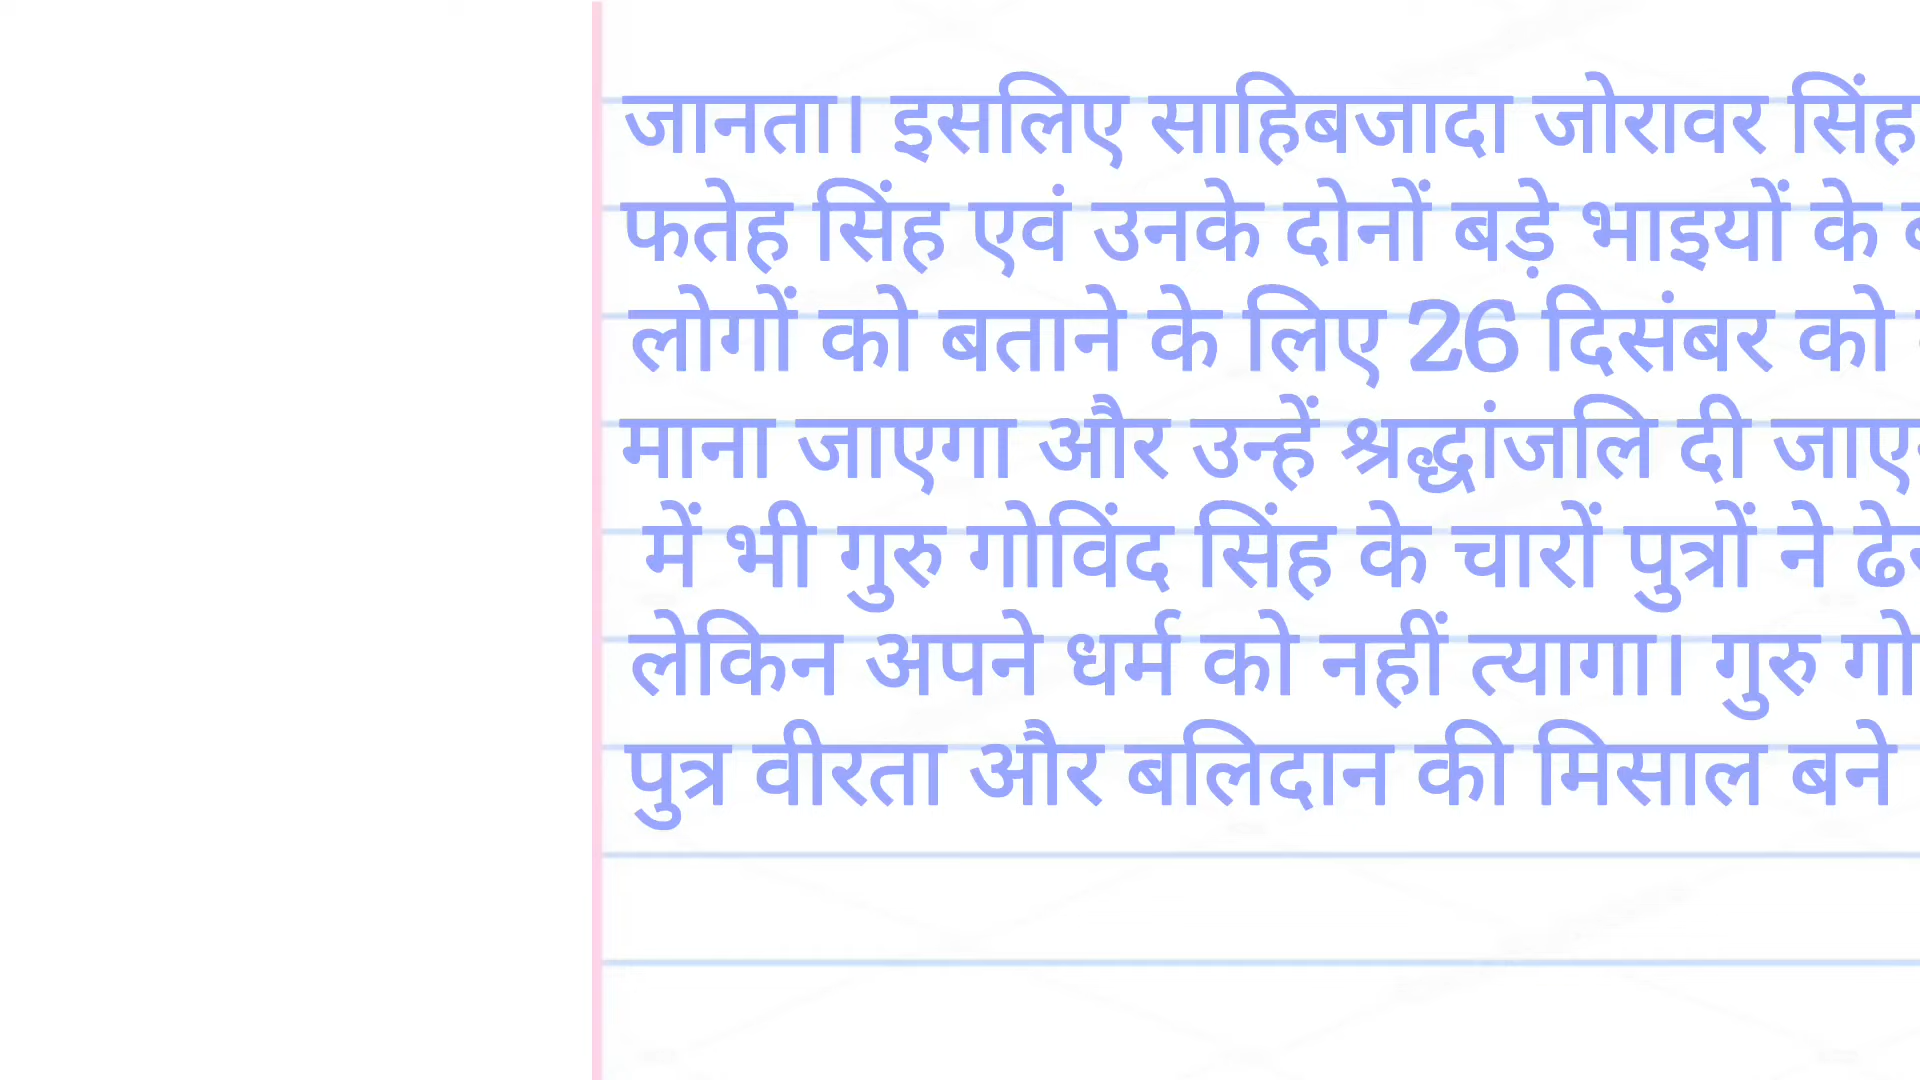 जानता। इसलिए साहिबजादा जोरावर सिंह
फतेह सिंह एवं उनके दोनों बड़े भाइयों के
लोगों को बताने के लिए 26 दिसंबर को
माना जाएगा और उन्हें श्रद्धांजलि दी
में भी गुरु गोविंद सिंह के चारों पुत्रों ने
लेकिन अपने धर्म को नहीं त्यागा। गुरु गो
पुत्र वीरता और बलिदान की मिसाल बने